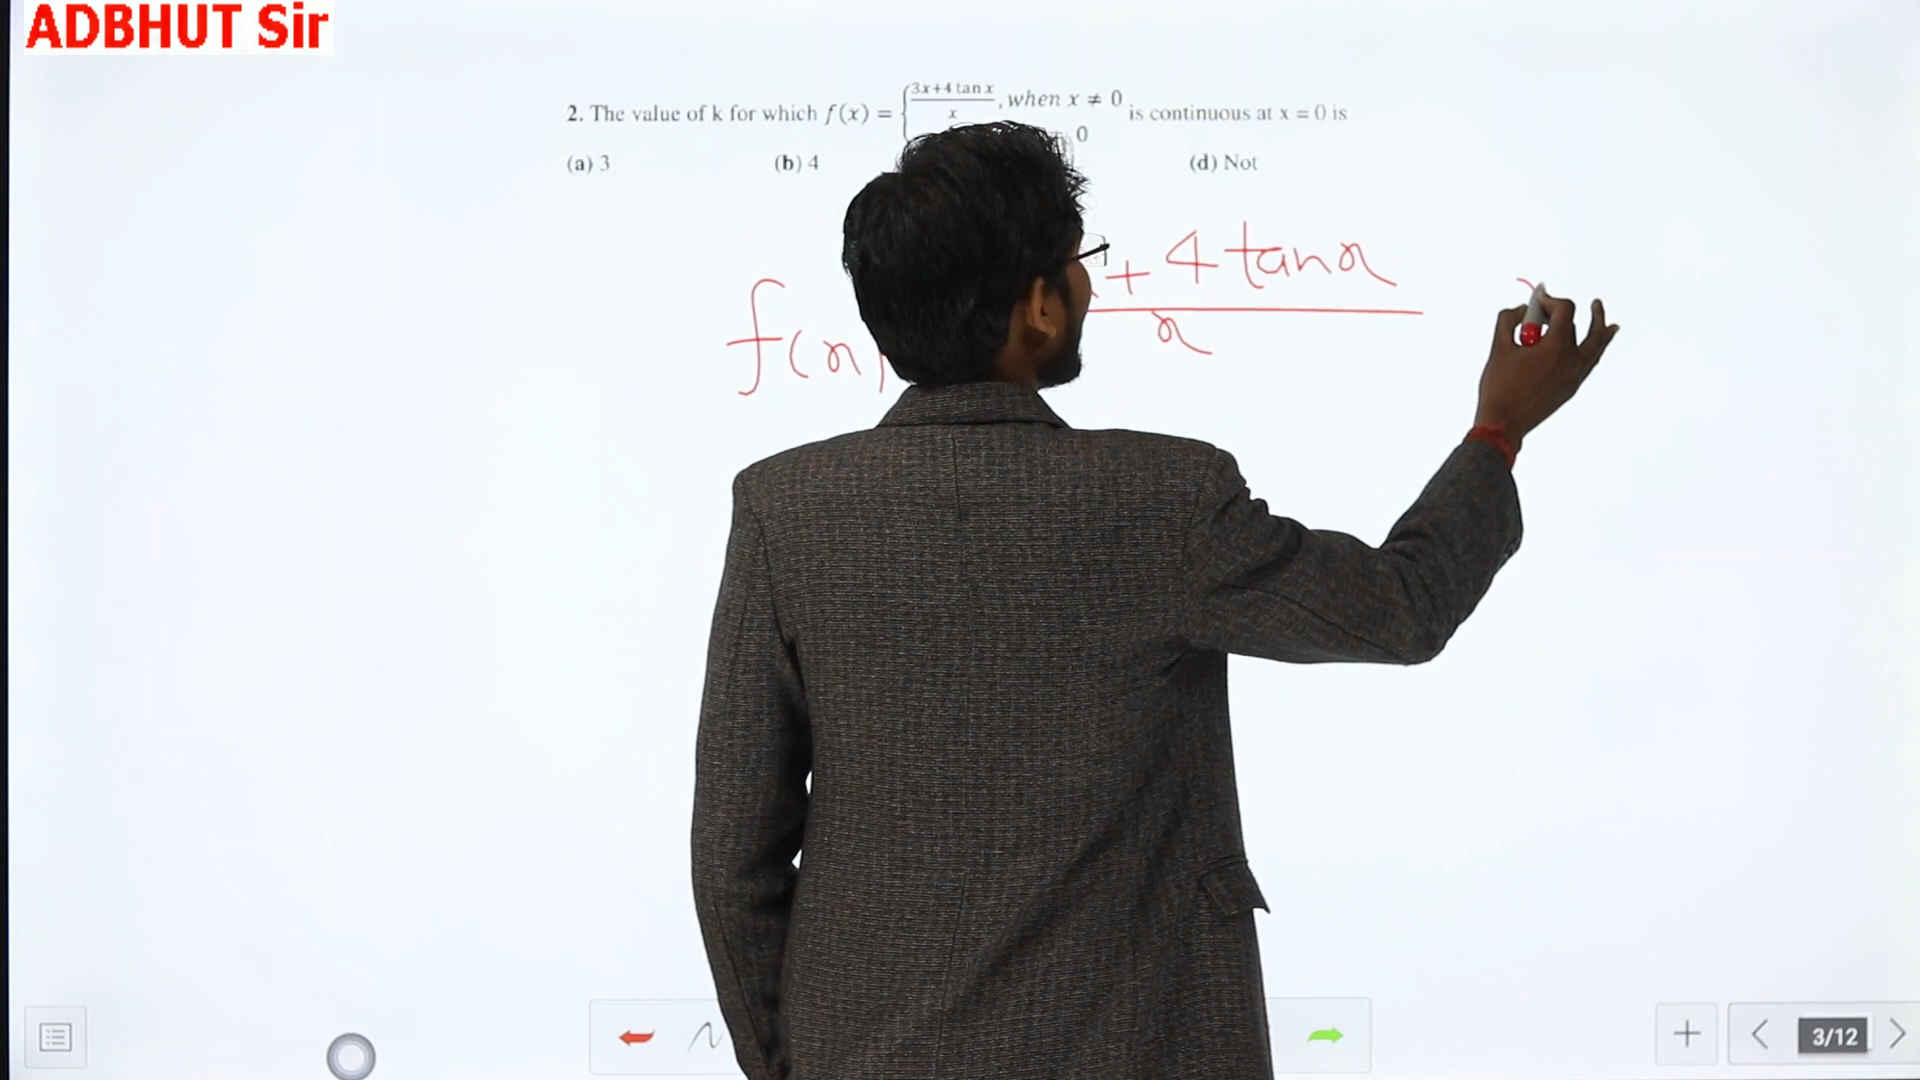 ADBHUT Sir
2. The value of k for which f(x) = { 3x+4 tan x / x , when x ≠ 0 is continuous at x = 0 is
0
(a) 3 (b) 4 (d) Not
f(x) + 4 tan x
x
3/12